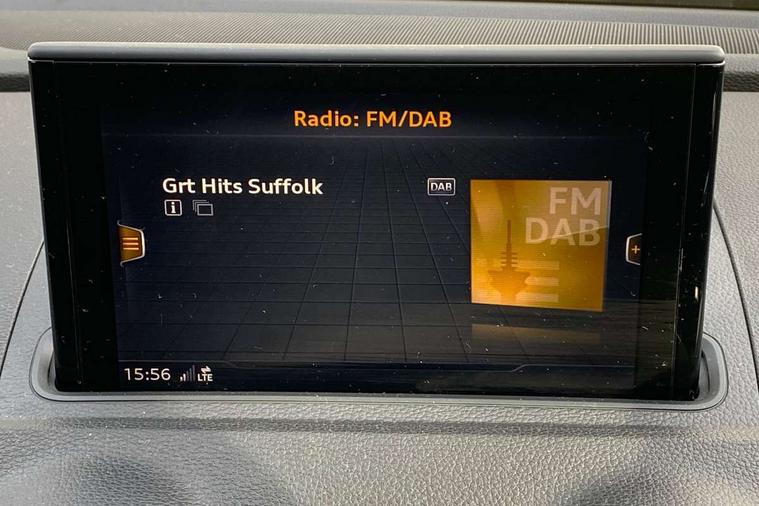 Radio: FM/DAB
Grt Hits Suffolk
DAB
i
FM
DAB
15:56
LTE